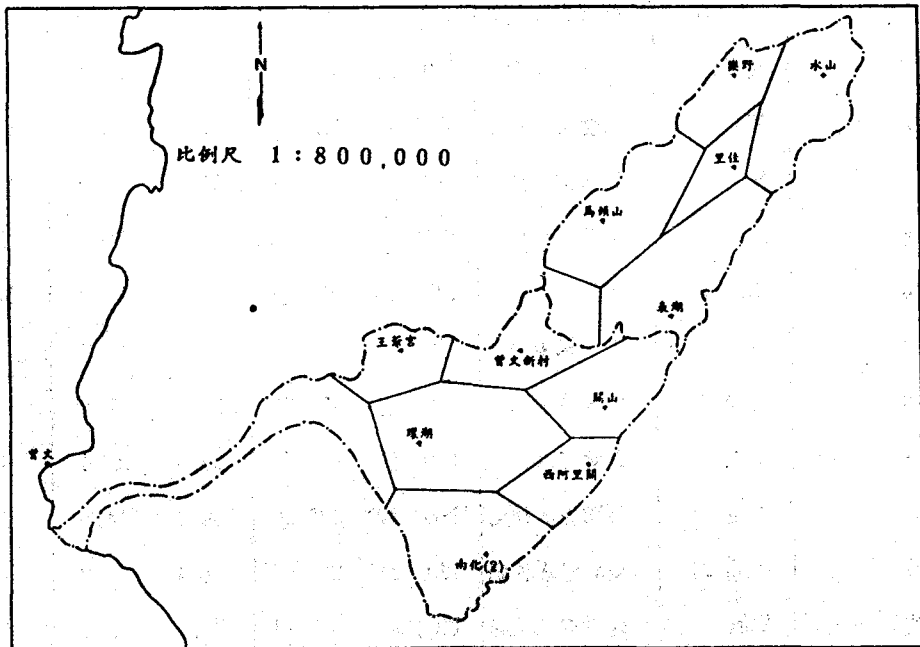 N
比例尺 1:800,000
樂野
水山
里佳
馬頭山
表湖
王爺宮
曾文新村
關山
環湖
曾文
西阿里關
南化(2)